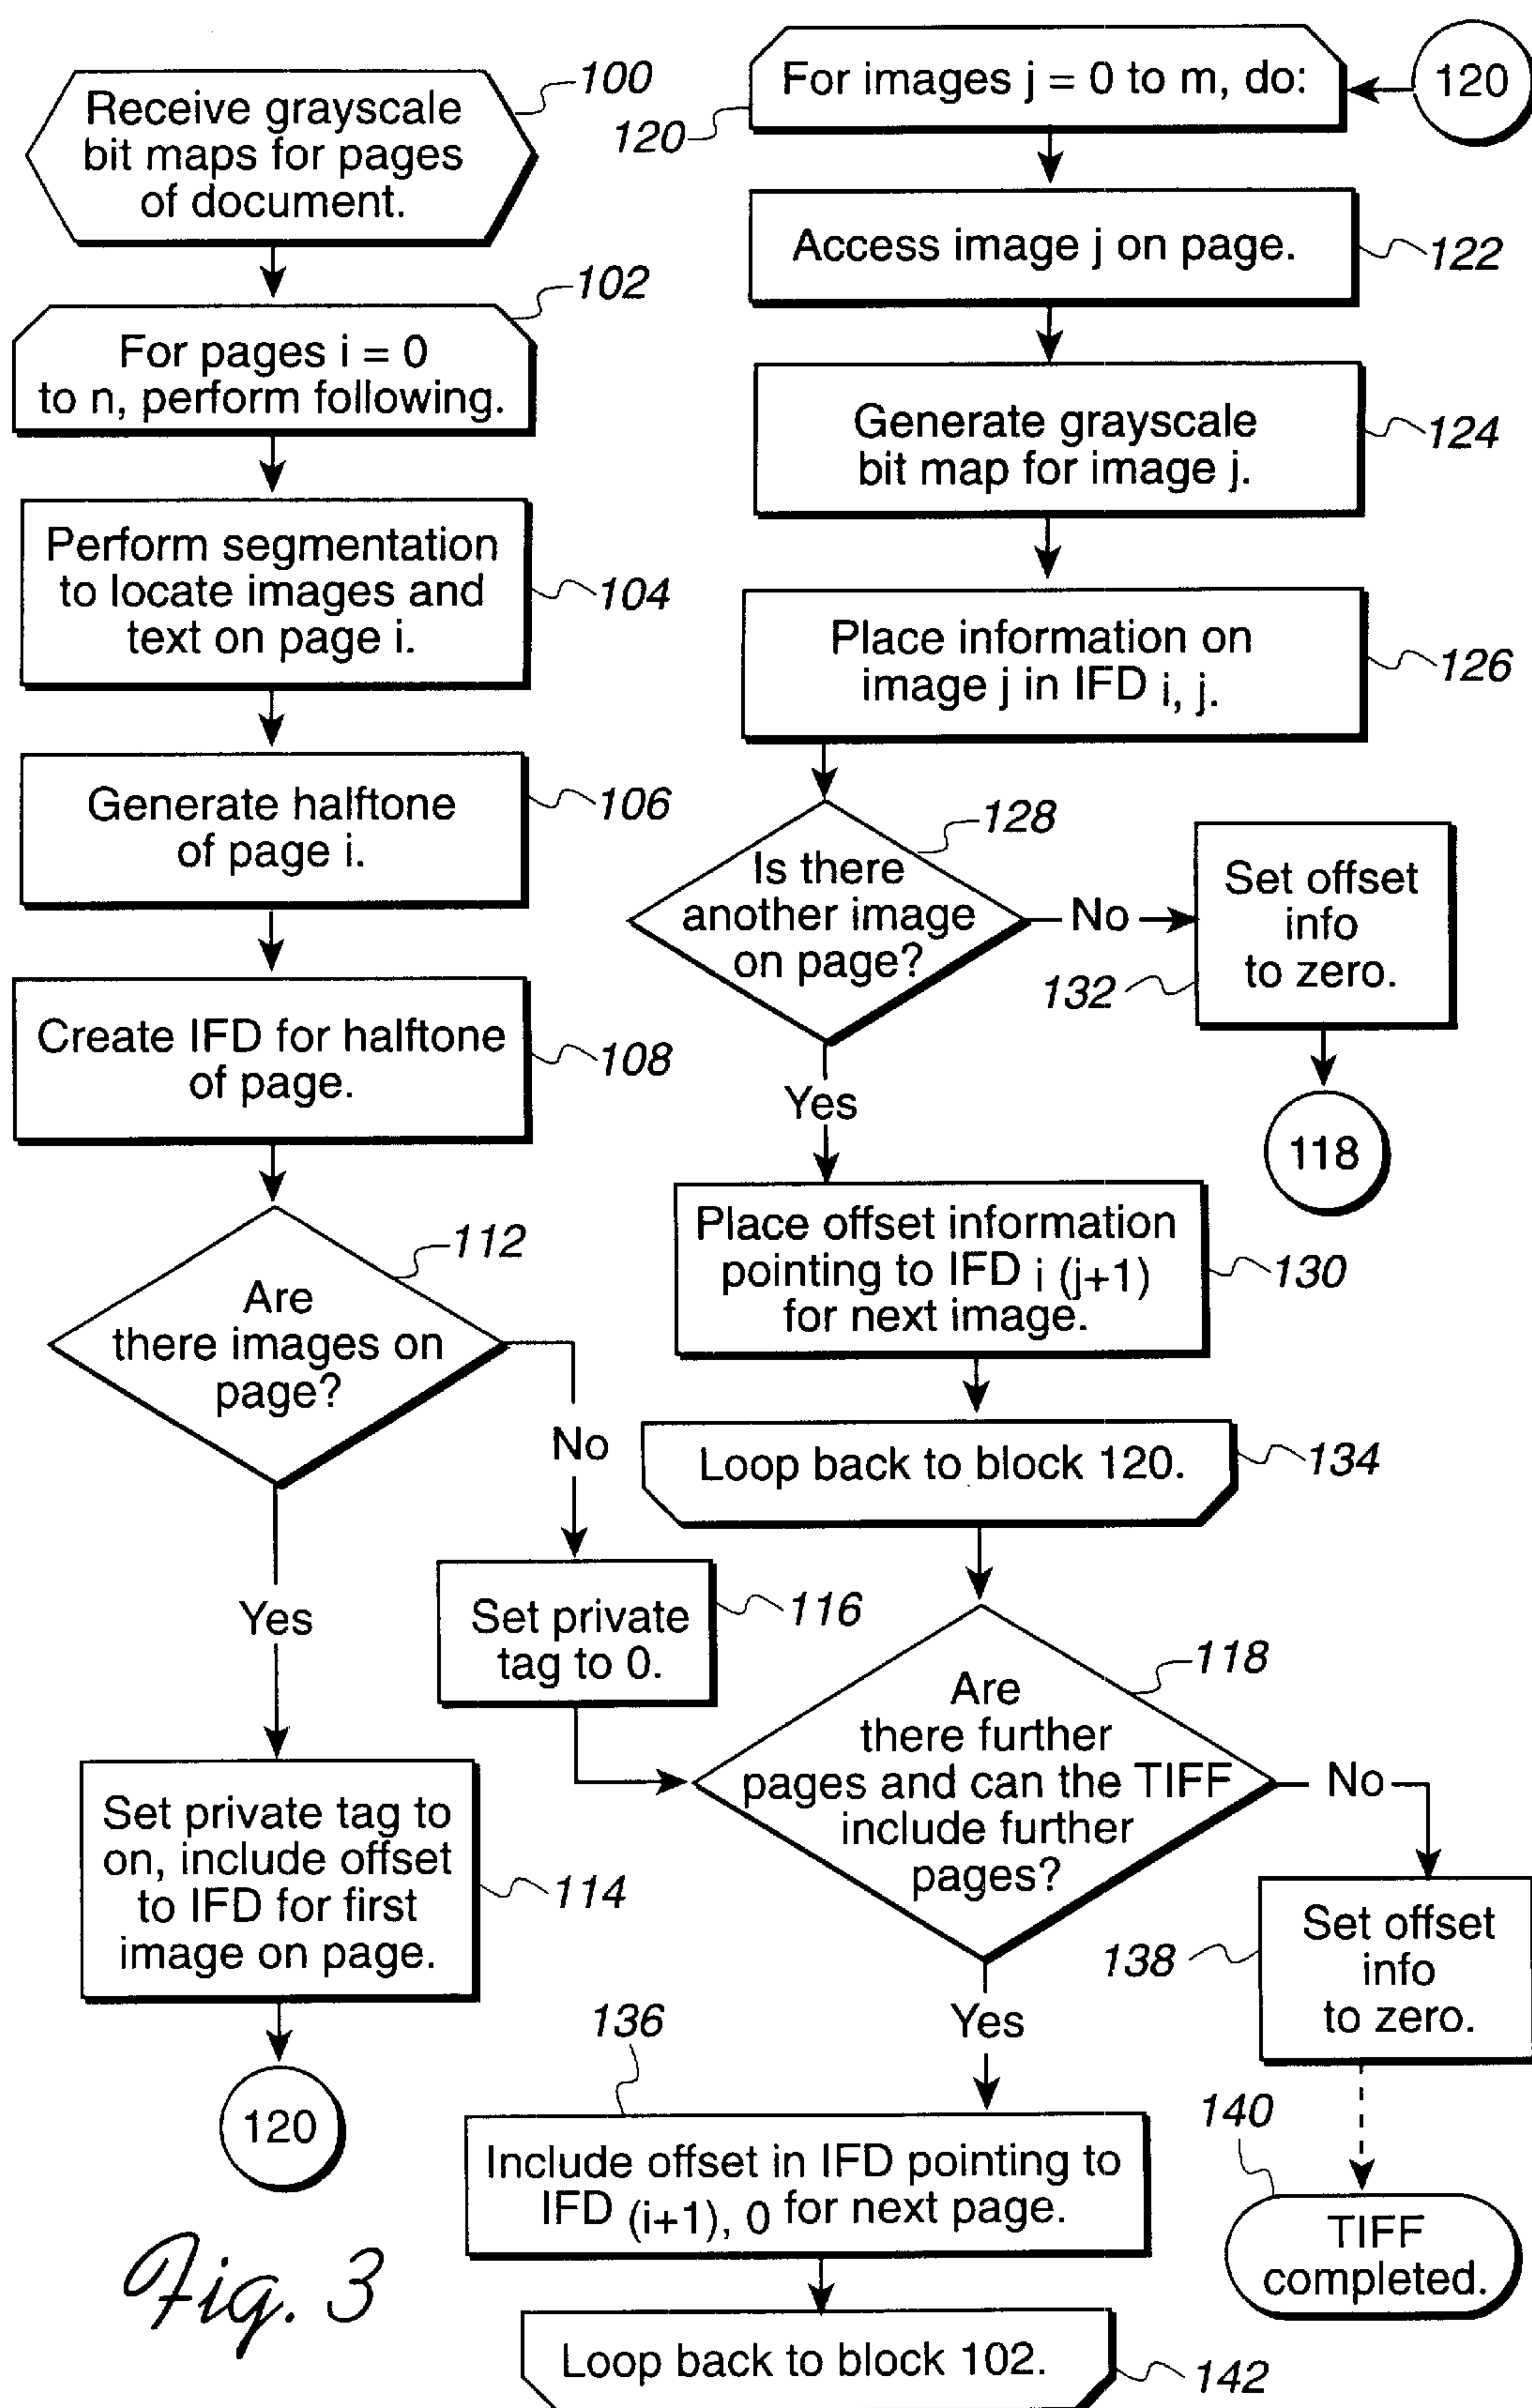 Receive grayscale
bit maps for pages
of document.
100
For pages i = 0
to n, perform following.
102
Perform segmentation
to locate images and
text on page i.
104
Generate halftone
of page i.
106
Create IFD for halftone
of page.
108
Are
there images on
page?
112
No
Yes
Set private
tag to 0.
116
Set private tag to
on, include offset
to IFD for first
image on page.
114
120
For images j = 0 to m, do:
120
120
Access image j on page.
122
Generate grayscale
bit map for image j.
124
Place information on
image j in IFD i, j.
126
Is there
another image
on page?
128
No
Set offset
info
to zero.
132
118
Yes
Place offset information
pointing to IFD i (j+1)
for next image.
130
Loop back to block 120.
134
Are
there further
pages and can the TIFF
include further
pages?
118
No
Set offset
info
to zero.
138
Yes
136
Include offset in IFD pointing to
IFD (i+1), 0 for next page.
140
TIFF
completed.
Loop back to block 102.
142
Fig. 3